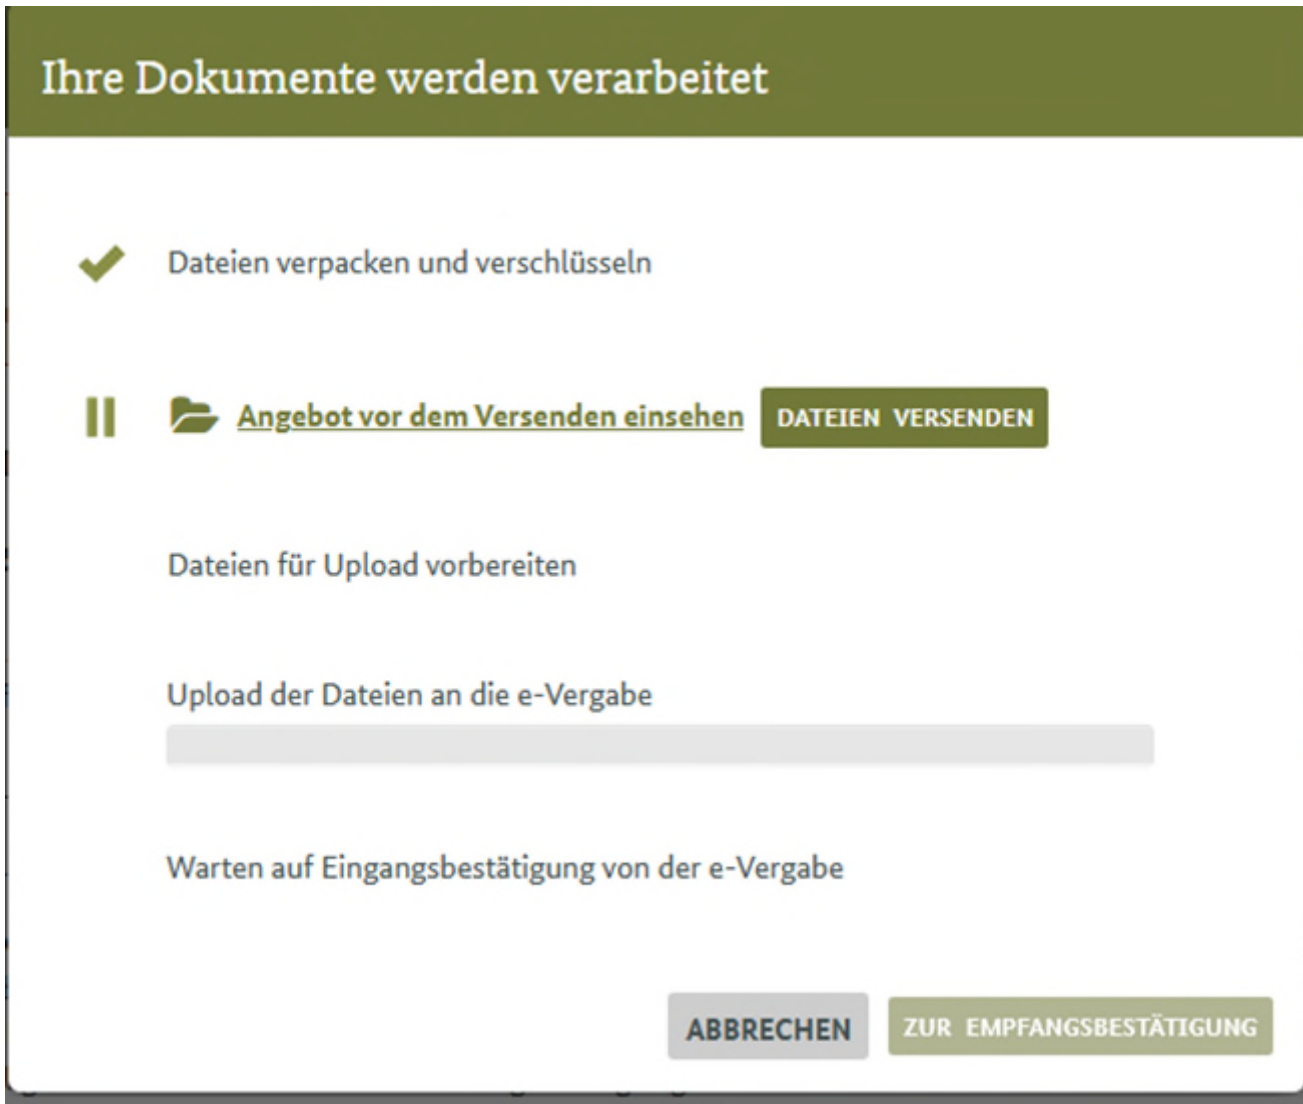 Ihre Dokumente werden verarbeitet
Dateien verpacken und verschlüsseln
Angebot vor dem Versenden einsehen DATEIEN VERSENDEN
Dateien für Upload vorbereiten
Upload der Dateien an die e-Vergabe
Warten auf Eingangsbestätigung von der e-Vergabe
ABBRECHEN ZUR EMPFANGSBESTÄTIGUNG